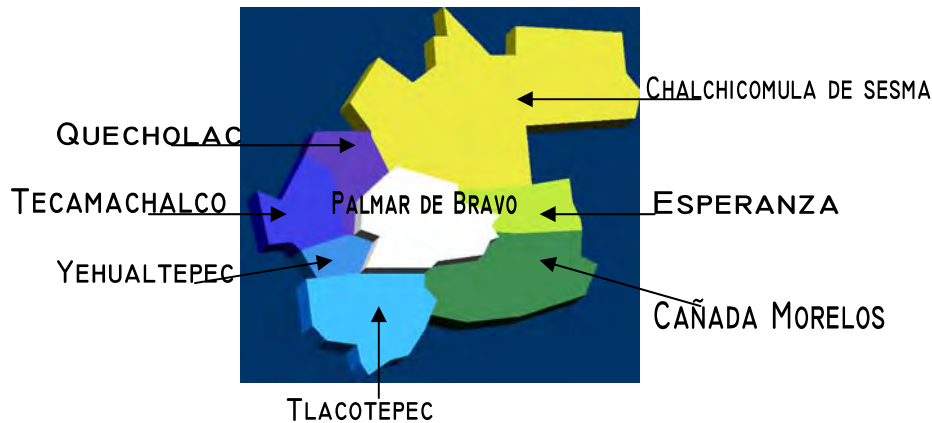 Chalchicomula de sesma
Quecholac
Tecamachalco
Palmar de Bravo
Esperanza
Yehualtepec
Cañada Morelos
Tlacotepec